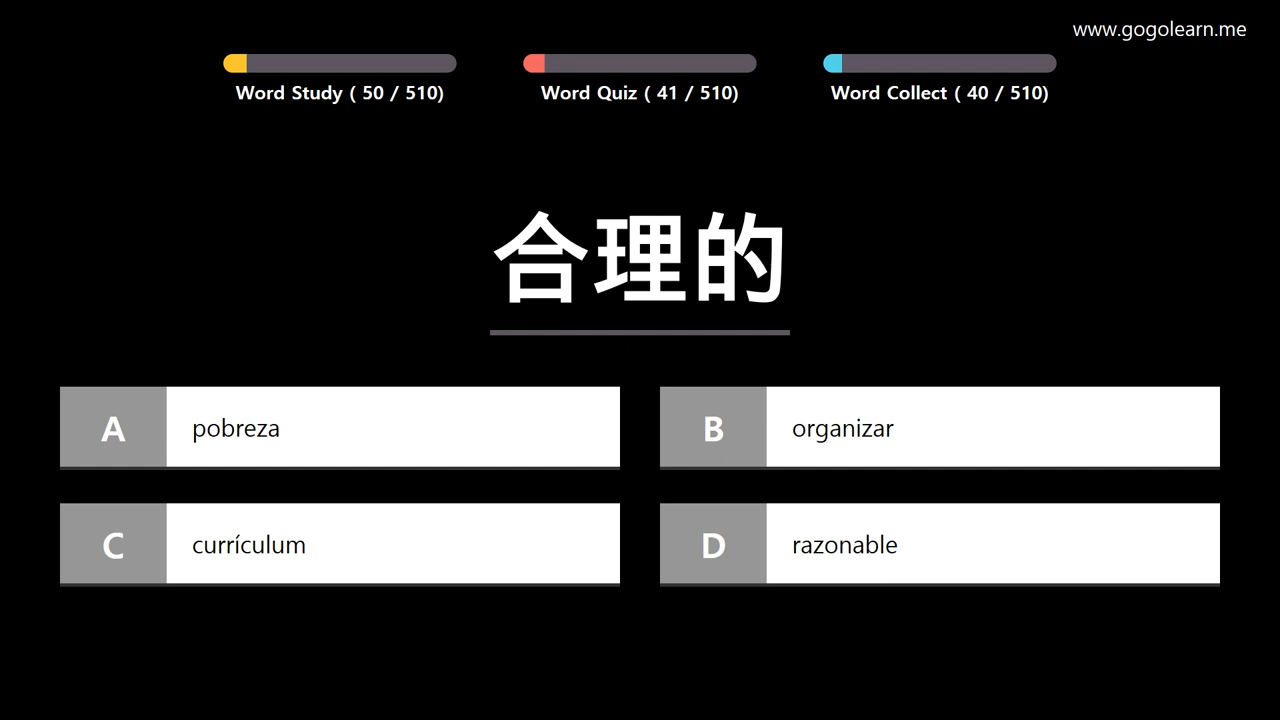 www.gogolearn.me
Word Study ( 50 / 510)
Word Quiz ( 41 / 510)
Word Collect ( 40 / 510)
合理的
A pobreza
B organizar
C currículum
D razonable